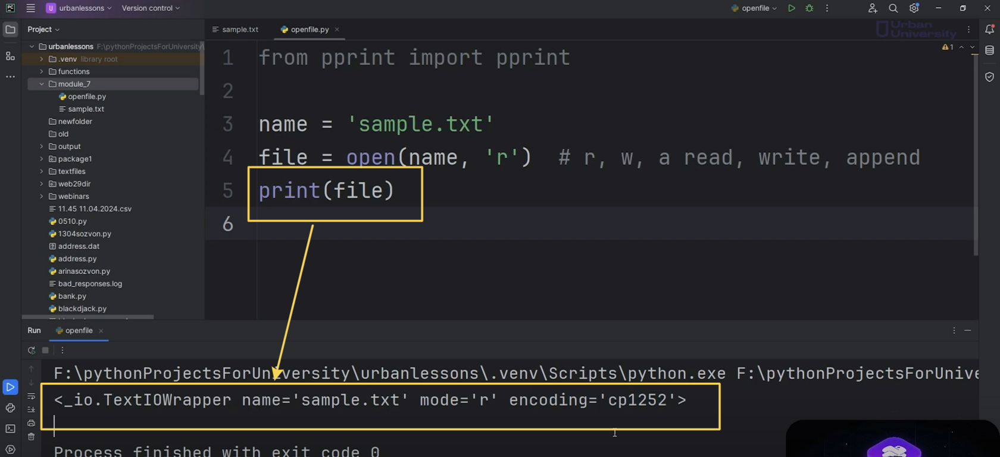 PC
U urbanlessons
Version control
openfile
Project
sample.txt
openfile.py
Urban University
urbanlessons F:\pythonProjectsForUniversity\
.venv library root
functions
module_7
openfile.py
sample.txt
newfolder
old
output
package1
textfiles
web29dir
webinars
11.45 11.04.2024.csv
0510.py
1304sozvon.py
address.dat
address.py
arinasozvon.py
bad_responses.log
bank.py
blackdjack.py
1
1 from pprint import pprint
2
3 name = 'sample.txt'
4 file = open(name, 'r')  # r, w, a read, write, append
5 print(file)
6
Run
openfile
F:\pythonProjectsForUniversity\urbanlessons\.venv\Scripts\python.exe F:\pythonProjectsForUnive
<_io.TextIOWrapper name='sample.txt' mode='r' encoding='cp1252'>
Process finished with exit code 0